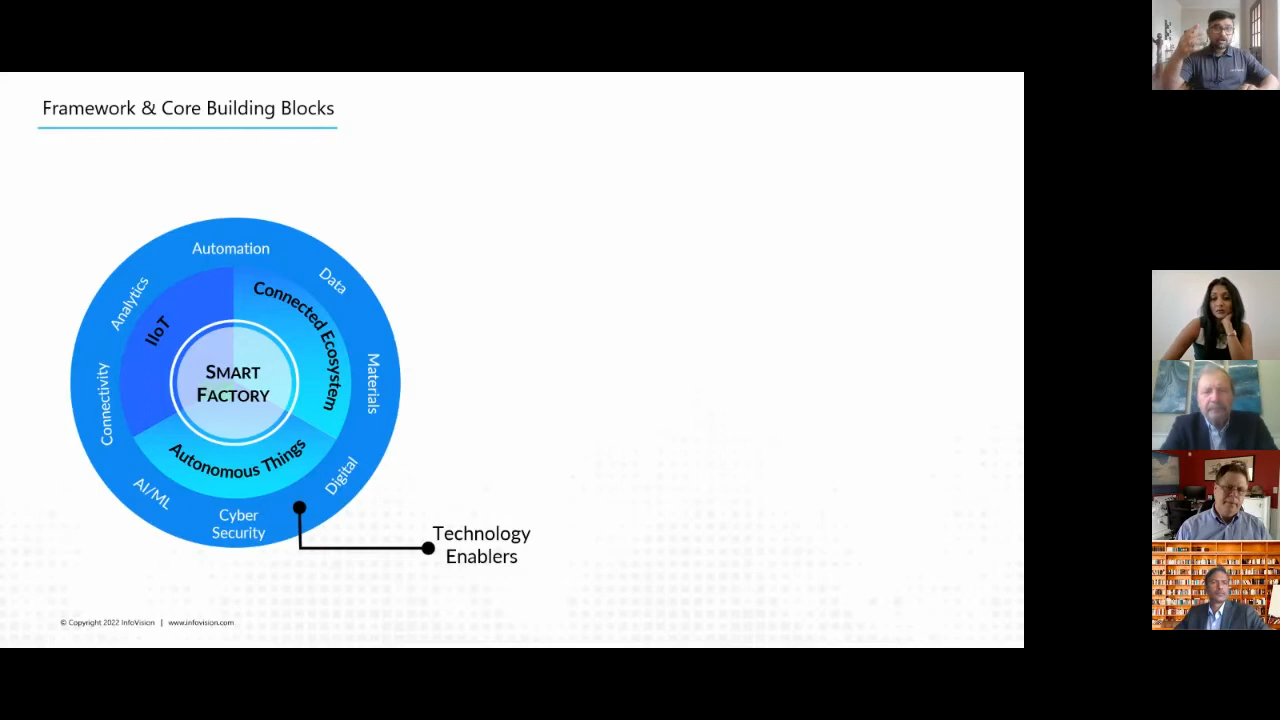 Framework & Core Building Blocks
Automation
Data
Materials
Digital
Cyber
Security
AI/ML
Connectivity
Analytics
IIoT
Connected Ecosystem
Autonomous Things
SMART
FACTORY
Technology
Enablers
© Copyright 2022 InfoVision | www.infovision.com